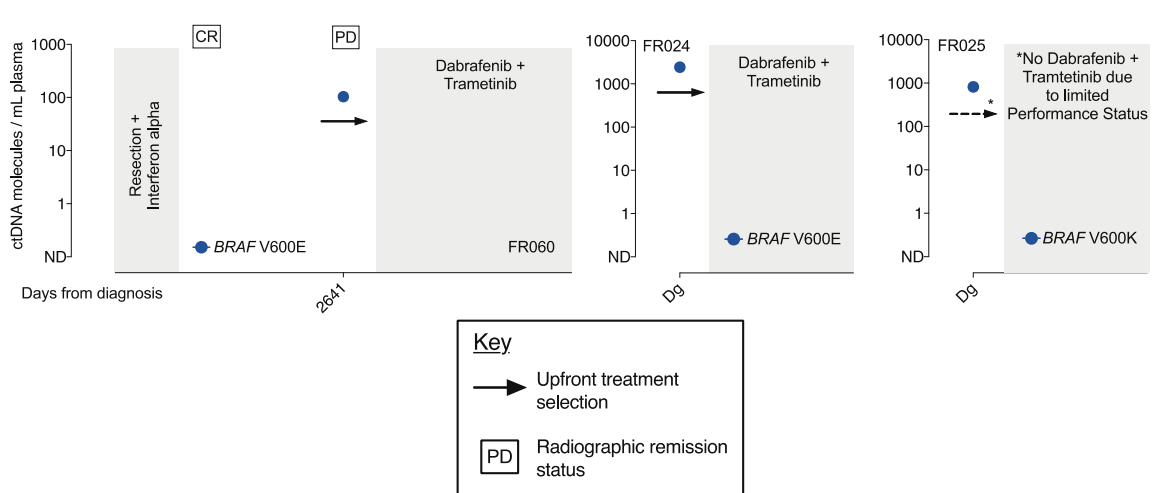 CR
PD
1000
100
10
1
ND
ctDNA molecules / mL plasma
Resection +
Interferon alpha
Dabrafenib +
Trametinib
BRAF V600E
FR060
Days from diagnosis
2641
10000
1000
100
10
1
ND
FR024
Dabrafenib +
Trametinib
BRAF V600E
Dg
10000
1000
100
10
1
ND
FR025
*
*No Dabrafenib +
Tramtetinib due
to limited
Performance Status
BRAF V600K
Dg
Key
Upfront treatment
selection
PD
Radiographic remission
status